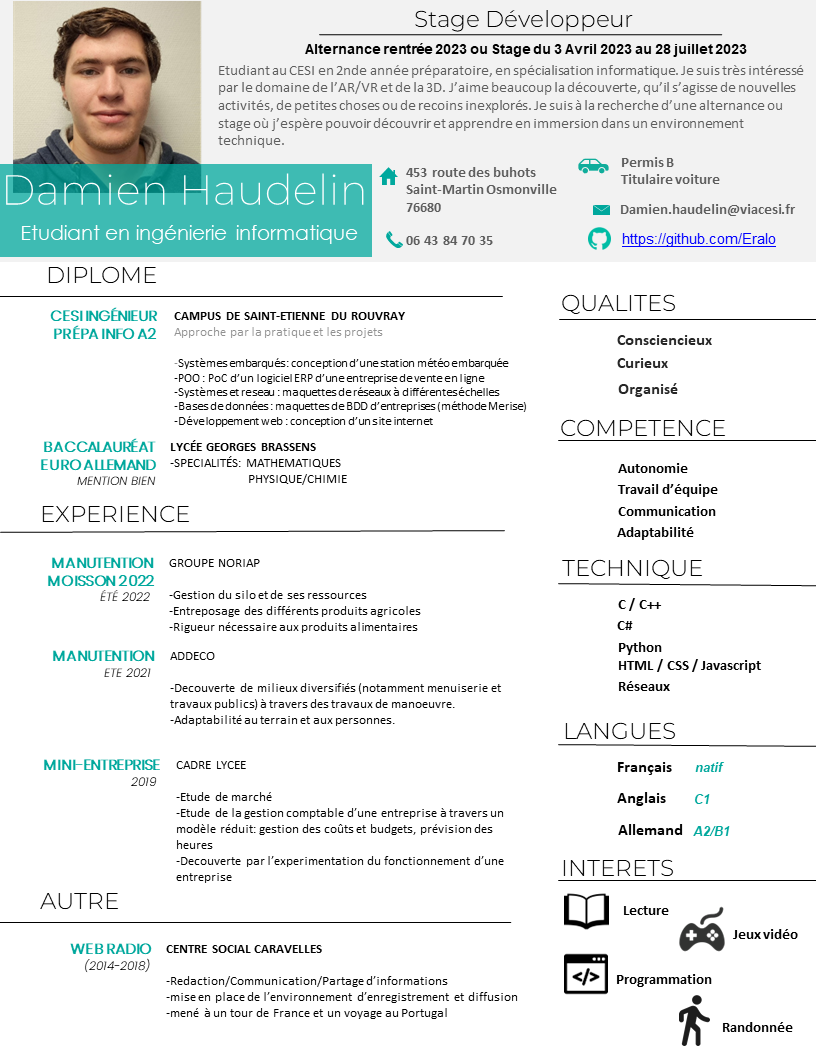 Stage Développeur
Alternance rentrée 2023 ou Stage du 3 Avril 2023 au 28 juillet 2023
Etudiant au CESI en 2nde année préparatoire, en spécialisation informatique. Je suis très intéressé
par le domaine de l'AR/VR et de la 3D. J'aime beaucoup la découverte, qu'il s'agisse de nouvelles
activités, de petites choses ou de recoins inexplorés. Je suis à la recherche d'une alternance ou
stage où j'espère pouvoir découvrir et apprendre en immersion dans un environnement
technique.
Damien Haudelin
Etudiant en ingénierie informatique
453 route des buhots
Saint-Martin Osmonville
76680
06 43 84 70 35
Permis B
Titulaire voiture
Damien.haudelin@viacesi.fr
https://github.com/Eralo
DIPLOME
CESI INGÉNIEUR
PRÉPA INFO A2
CAMPUS DE SAINT-ETIENNE DU ROUVRAY
Approche par la pratique et les projets
-Systèmes embarqués: conception d'une station météo embarquée
-POO : PoC d'un logiciel ERP d'une entreprise de vente en ligne
-Systèmes et reseau : maquettes de réseaux à différentes échelles
-Bases de données : maquettes de BDD d'entreprises (méthode Merise)
-Développement web : conception d'un site internet
BACCALAURÉAT
EURO ALLEMAND
MENTION BIEN
LYCÉE GEORGES BRASSENS
-SPECIALITÉS: MATHEMATIQUES
PHYSIQUE/CHIMIE
EXPERIENCE
MANUTENTION
MOISSON 2022
ÉTÉ 2022
GROUPE NORIAP
-Gestion du silo et de ses ressources
-Entreposage des différents produits agricoles
-Rigueur nécessaire aux produits alimentaires
MANUTENTION
ETE 2021
ADDECO
-Decouverte de milieux diversifiés (notamment menuiserie et
travaux publics) à travers des travaux de manoeuvre.
-Adaptabilité au terrain et aux personnes.
MINI-ENTREPRISE
2019
CADRE LYCEE
-Etude de marché
-Etude de la gestion comptable d'une entreprise à travers un
modèle réduit: gestion des coûts et budgets, prévision des
heures
-Decouverte par l'experimentation du fonctionnement d'une
entreprise
AUTRE
WEB RADIO
(2014-2018)
CENTRE SOCIAL CARAVELLES
-Redaction/Communication/Partage d'informations
-mise en place de l'environnement d'enregistrement et diffusion
-mené à un tour de France et un voyage au Portugal
QUALITES
Consciencieux
Curieux
Organisé
COMPETENCE
Autonomie
Travail d'équipe
Communication
Adaptabilité
TECHNIQUE
C / C++
C#
Python
HTML / CSS / Javascript
Réseaux
LANGUES
Français natif
Anglais C1
Allemand A2/B1
INTERETS
Lecture
Jeux vidéo
</> Programmation
Randonnée